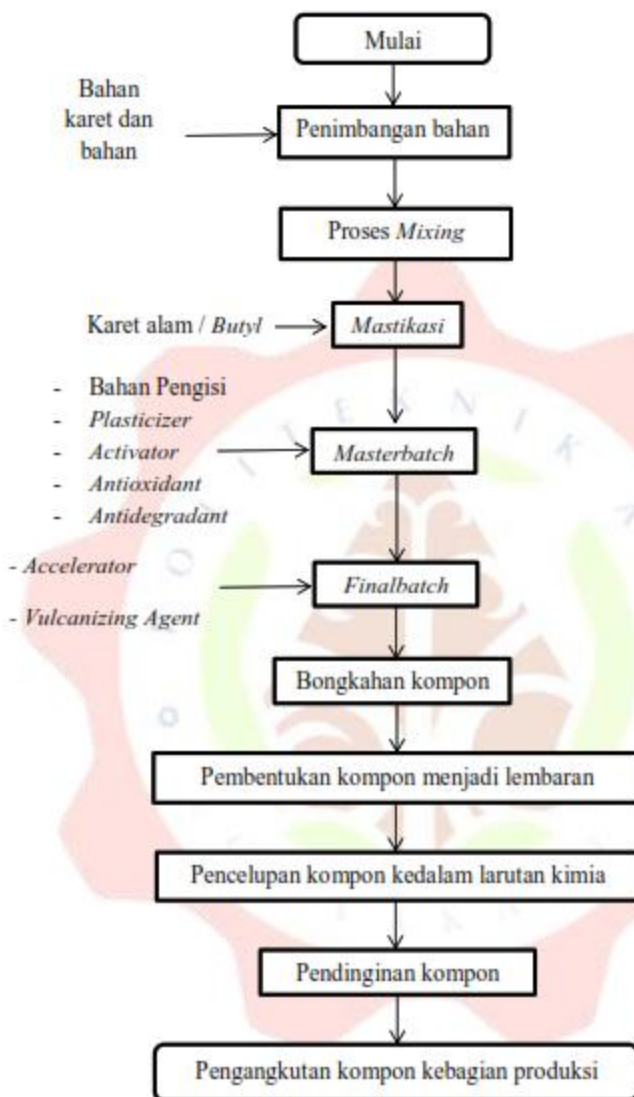 Mulai
Bahan
karet dan
bahan
Penimbangan bahan
Proses Mixing
Karet alam / Butyl
Mastikasi
- Bahan Pengisi
- Plasticizer
- Activator
- Antioxidant
- Antidegradant
Masterbatch
- Accelerator
- Vulcanizing Agent
Finalbatch
Bongkahan kompon
Pembentukan kompon menjadi lembaran
Pencelupan kompon kedalam larutan kimia
Pendinginan kompon
Pengangkutan kompon kebagian produksi